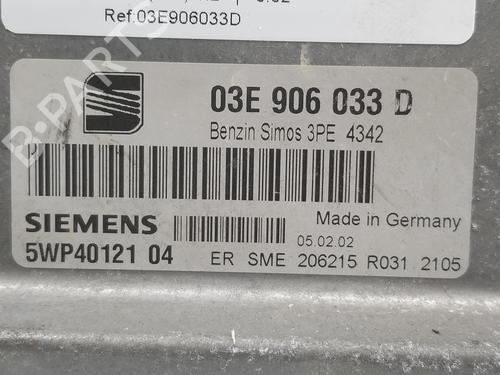 Ref:03E906033D
03E 906 033 D
Benzin Simos 3PE 4342
SIEMENS
Made in Germany
05.02.02
5WP40121 04
ER SME 206215 R031 2105
B-PARTS